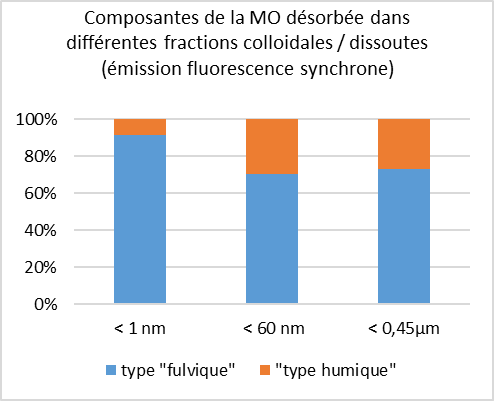 Composantes de la MO désorbée dans
différentes fractions colloidales / dissoutes
(émission fluorescence synchrone)
100%
80%
60%
40%
20%
0%
< 1 nm < 60 nm < 0,45µm
type "fulvique" "type humique"